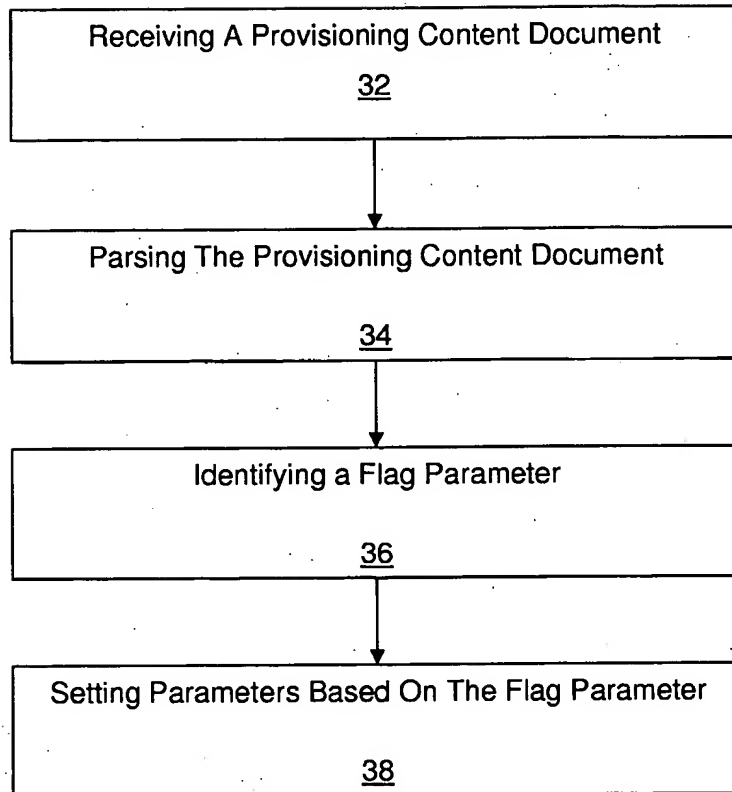 Receiving A Provisioning Content Document
32
Parsing The Provisioning Content Document
34
Identifying a Flag Parameter
36
Setting Parameters Based On The Flag Parameter
38